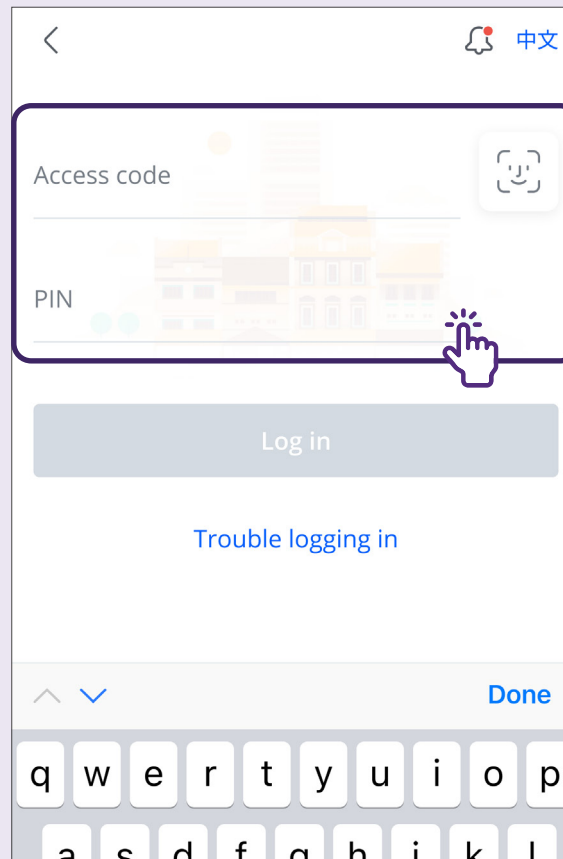 中文
Access code
PIN
Log in
Trouble logging in
Done
q w e r t y u i o p
a s d f g h j k l